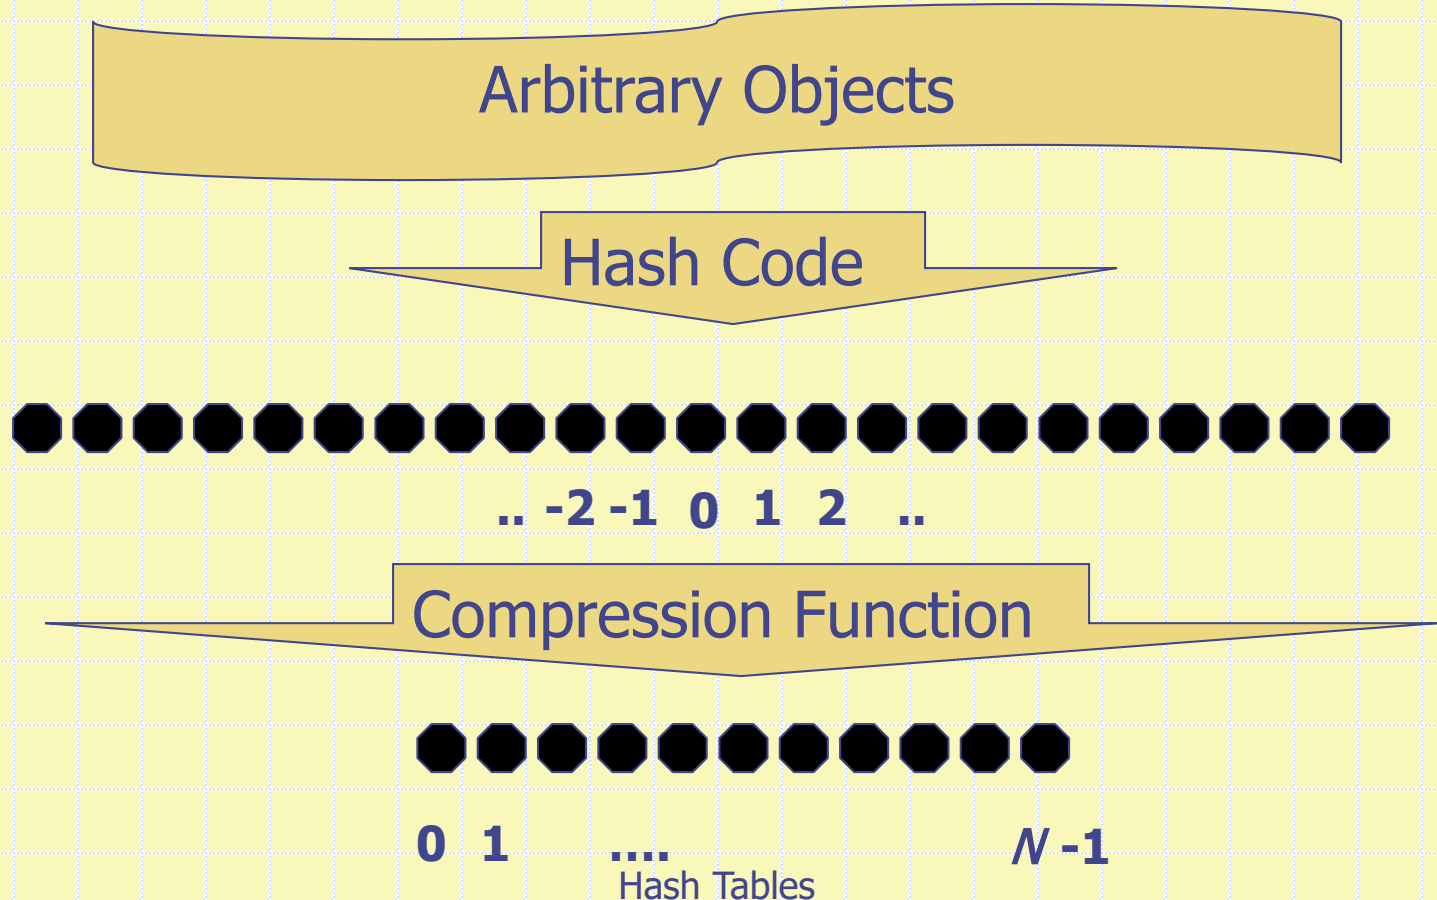 Arbitrary Objects
Hash Code
.. -2 -1 0 1 2 ..
Compression Function
0 1 .... N -1
Hash Tables